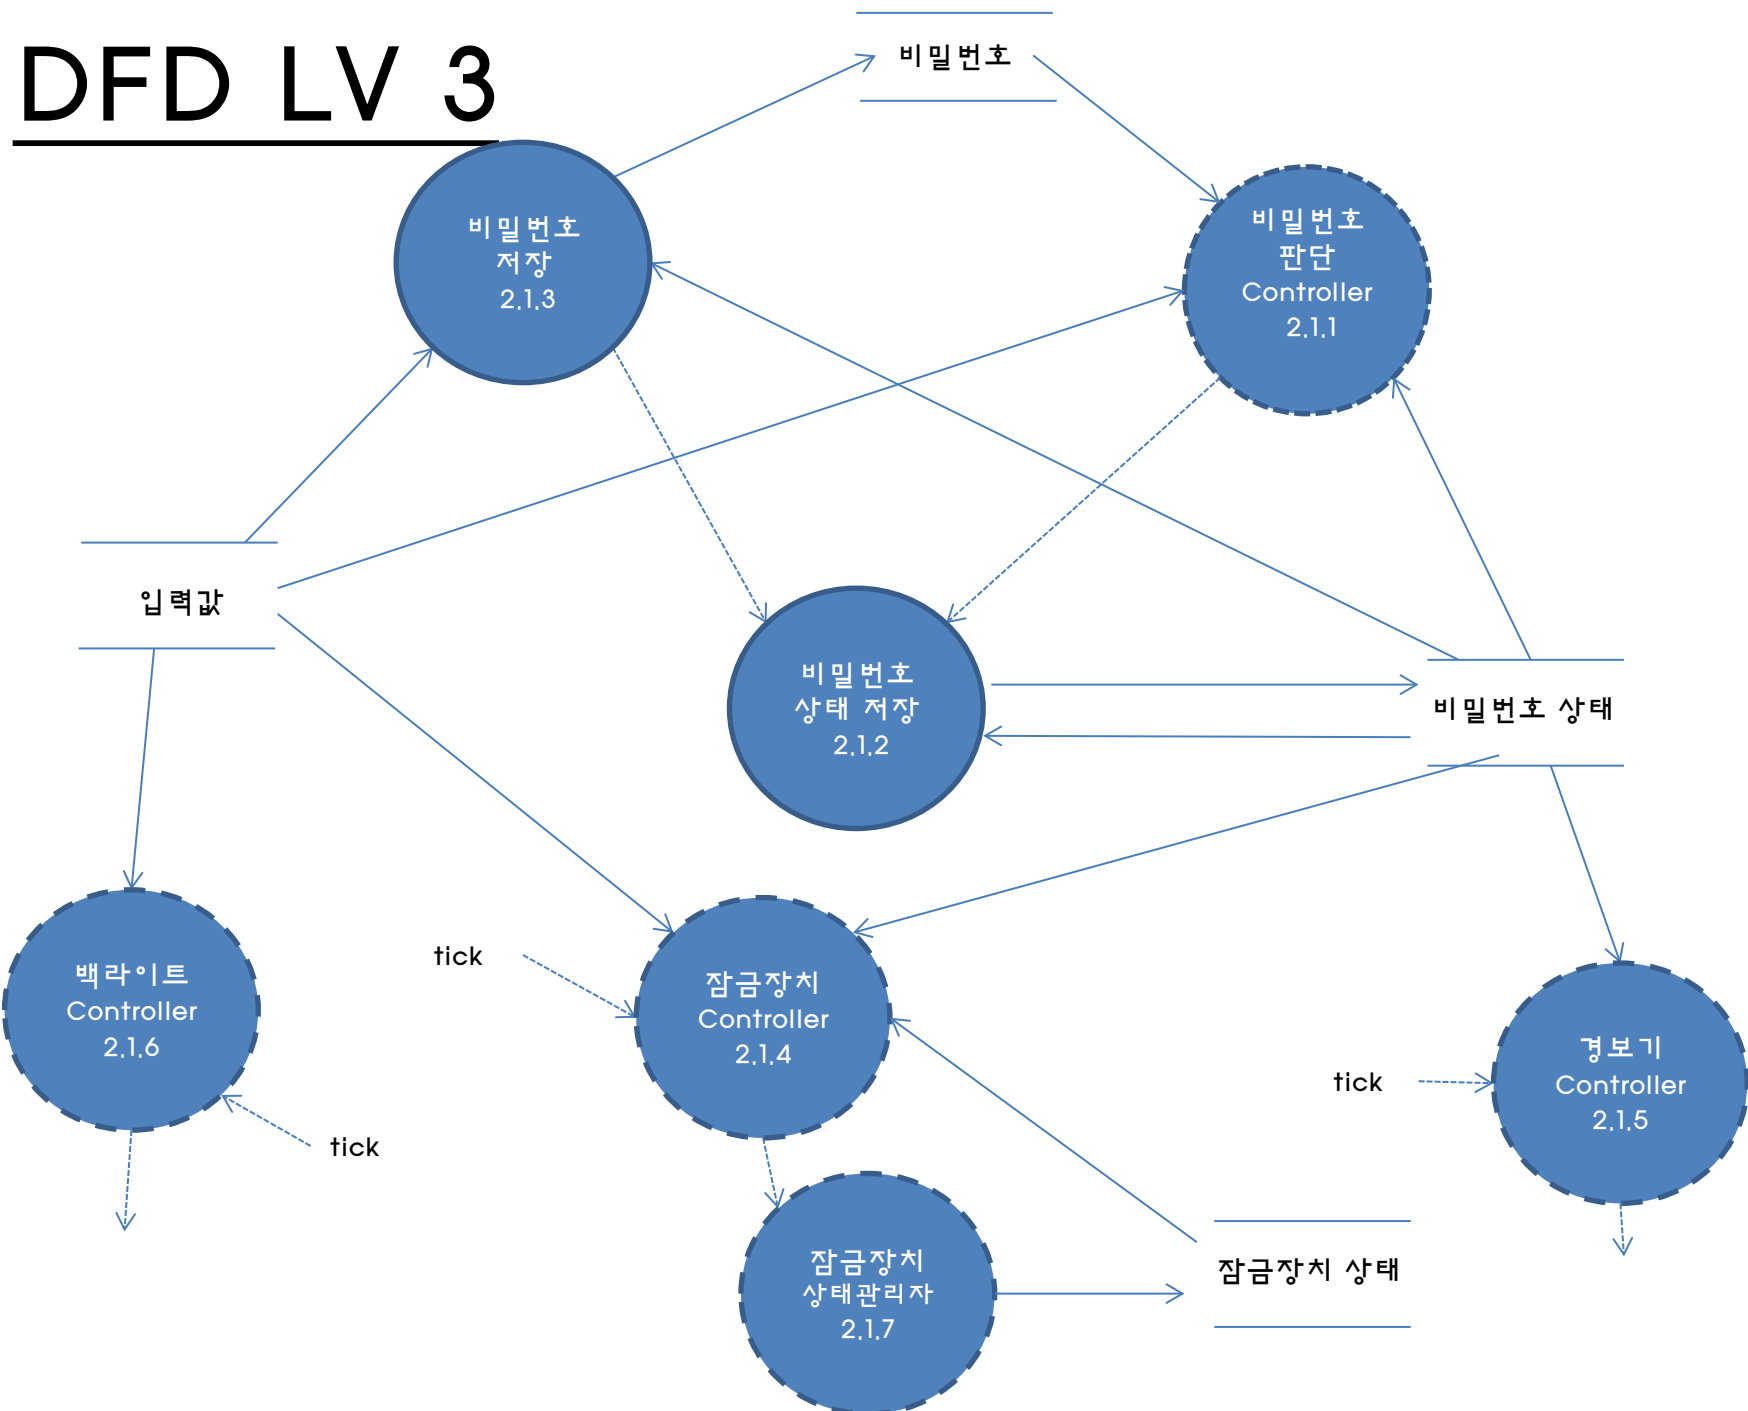 DFD LV 3
비밀번호
비밀번호
저장
2.1.3
비밀번호
판단
Controller
2.1.1
입력값
비밀번호
상태 저장
2.1.2
비밀번호 상태
백라이트
Controller
2.1.6
tick
잠금장치
Controller
2.1.4
tick
경보기
Controller
2.1.5
tick
잠금장치
상태관리자
2.1.7
잠금장치 상태